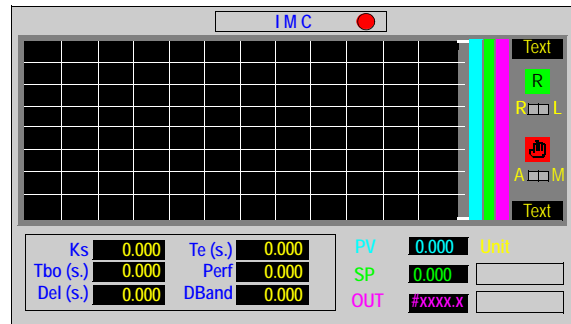 IMC
Text
R
R L
A M
Text
Ks 0.000 Te (s.) 0.000 PV 0.000 Unit
Tbo (s.) 0.000 Perf 0.000 SP 0.000
Del (s.) 0.000 DBand 0.000 OUT #xxxx.x